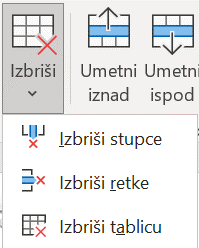 Izbriši
Umetni
iznad
Umetni
ispod
Izbriši stupce
Izbriši retke
Izbriši tablicu